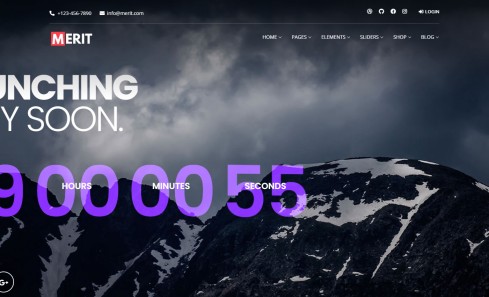 +123-456-7890 info@merit.com LOGIN
MERIT HOME PAGES ELEMENTS SLIDERS SHOP BLOG
UNCHING
Y SOON.
9 00 00 55
HOURS MINUTES SECONDS
G+